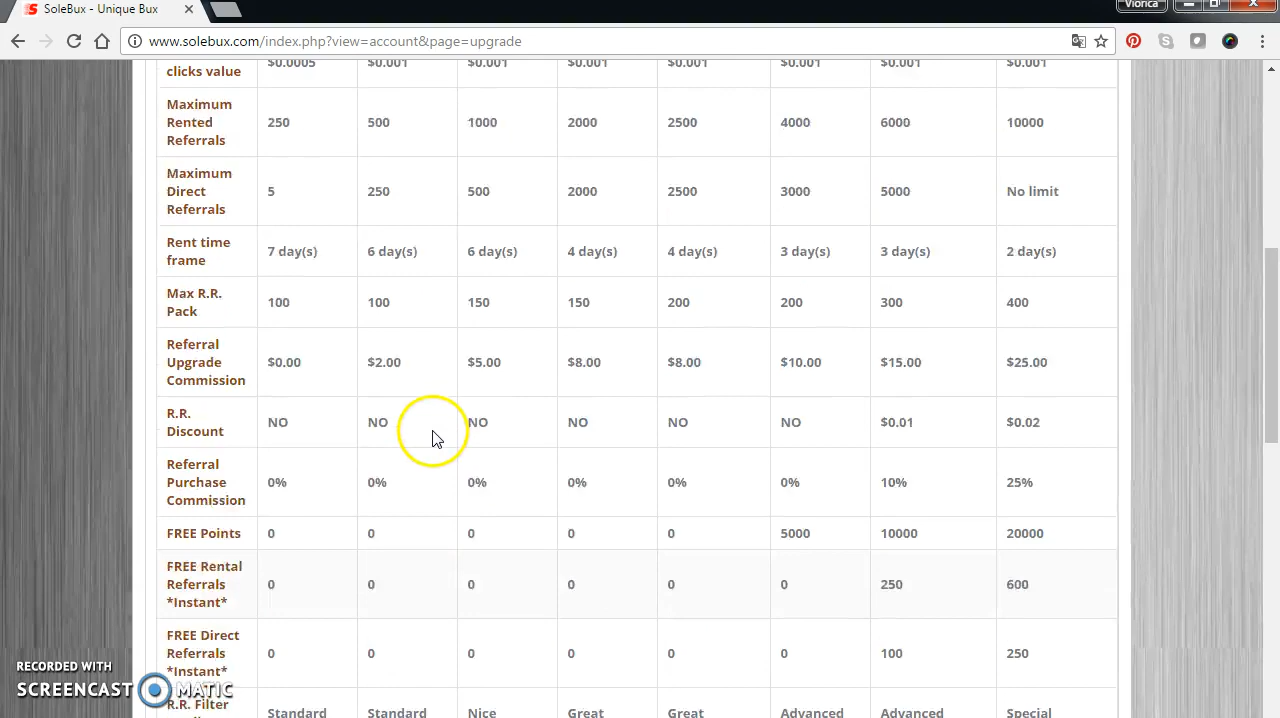 SoleBux - Unique Bux
Viorica
www.solebux.com/index.php?view=account&page=upgrade
clicks value $0.0005 $0.001 $0.001 $0.001 $0.001 $0.001 $0.001 $0.001
Maximum
Rented 250 500 1000 2000 2500 4000 6000 10000
Referrals
Maximum
Direct 5 250 500 2000 2500 3000 5000 No limit
Referrals
Rent time
frame 7 day(s) 6 day(s) 6 day(s) 4 day(s) 4 day(s) 3 day(s) 3 day(s) 2 day(s)
Max R.R.
Pack 100 100 150 150 200 200 300 400
Referral
Upgrade $0.00 $2.00 $5.00 $8.00 $8.00 $10.00 $15.00 $25.00
Commission
R.R.
Discount NO NO NO NO NO NO $0.01 $0.02
Referral
Purchase 0% 0% 0% 0% 0% 0% 10% 25%
Commission
FREE Points 0 0 0 0 0 5000 10000 20000
FREE Rental
Referrals 0 0 0 0 0 0 250 600
*Instant*
FREE Direct
Referrals 0 0 0 0 0 0 100 250
*Instant*
R.R. Filter
Standard Standard Nice Great Great Advanced Advanced Special
RECORDED WITH
SCREENCAST MATIC